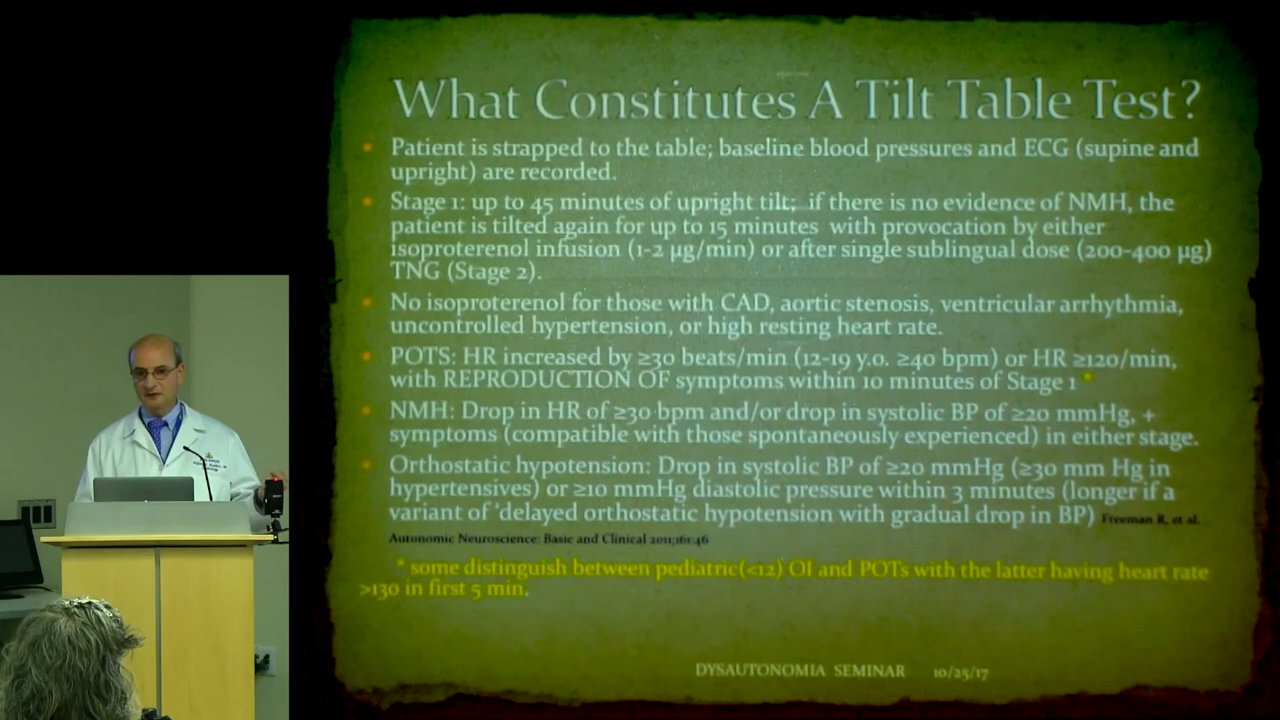 What Constitutes A Tilt Table Test?
Patient is strapped to the table; baseline blood pressures and ECG (supine and
upright) are recorded.
Stage 1: up to 45 minutes of upright tilt; if there is no evidence of NMH, the
patient is tilted again for up to 15 minutes with provocation by either
isoproterenol infusion (1-2 µg/min) or after single sublingual dose (200-400 µg)
TNG (Stage 2).
No isoproterenol for those with CAD, aortic stenosis, ventricular arrhythmia,
uncontrolled hypertension, or high resting heart rate.
POTS: HR increased by ≥30 beats/min (12-19 y.o. ≥40 bpm) or HR ≥120/min,
with REPRODUCTION OF symptoms within 10 minutes of Stage 1 *
NMH: Drop in HR of ≥30 bpm and/or drop in systolic BP of ≥20 mmHg, +
symptoms (compatible with those spontaneously experienced) in either stage.
Orthostatic hypotension: Drop in systolic BP of ≥20 mmHg (≥30 mm Hg in
hypertensives) or ≥10 mmHg diastolic pressure within 3 minutes (longer if a
variant of 'delayed orthostatic hypotension with gradual drop in BP) Freeman R, et al.
Autonomic Neuroscience: Basic and Clinical 2011;161:46
* some distinguish between pediatric(<12) OI and POTs with the latter having heart rate
>130 in first 5 min.
DYSAUTONOMIA SEMINAR 10/25/17